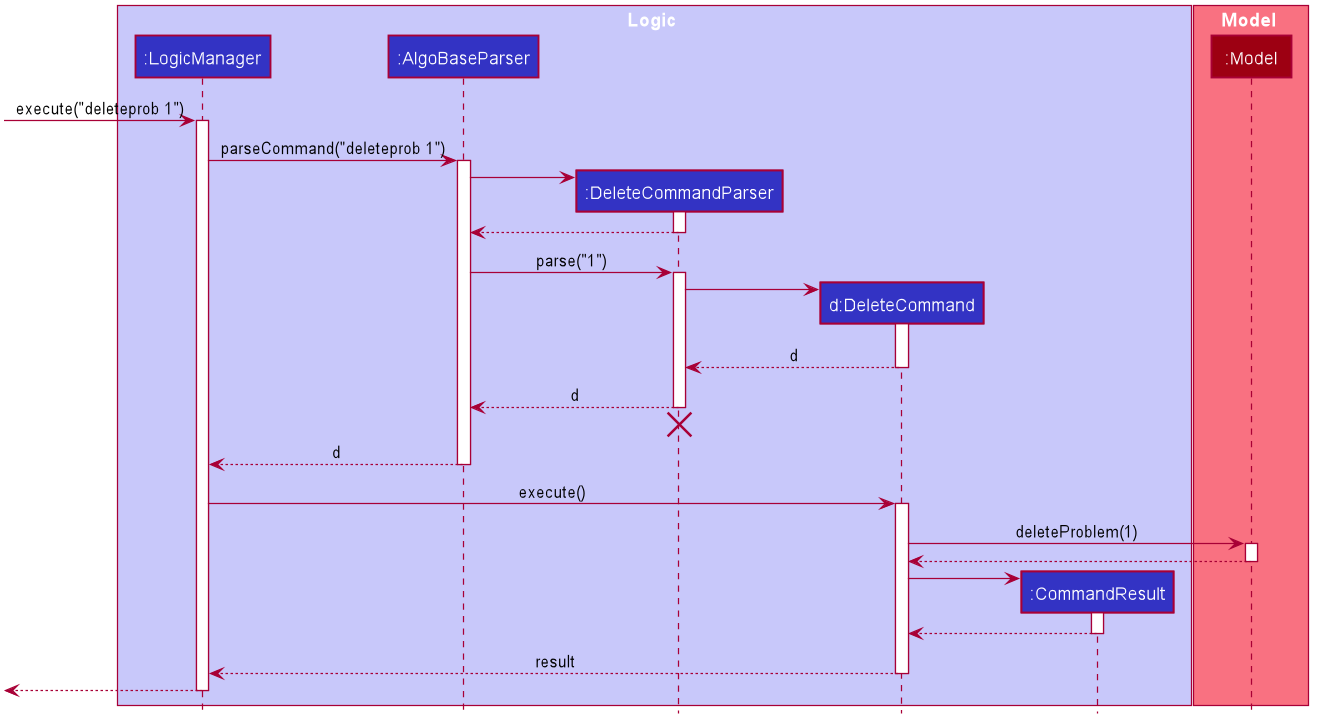 Logic
Model
:LogicManager
:AlgoBaseParser
:Model
execute("deleteprob 1")
parseCommand("deleteprob 1")
:DeleteCommandParser
parse("1")
d:DeleteCommand
d
d
d
execute()
deleteProblem(1)
:CommandResult
result